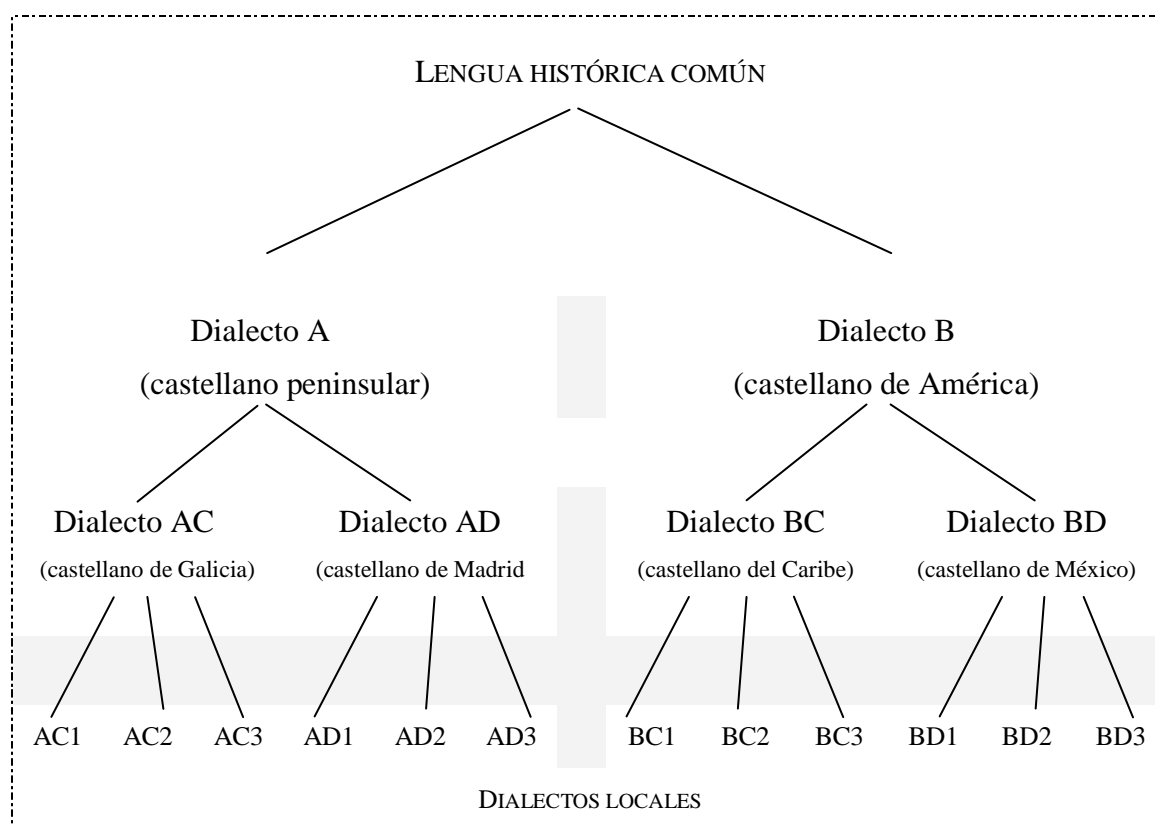 LENGUA HISTÓRICA COMÚN
Dialecto A
(castellano peninsular)
Dialecto B
(castellano de América)
Dialecto AC
(castellano de Galicia)
Dialecto AD
(castellano de Madrid
Dialecto BC
(castellano del Caribe)
Dialecto BD
(castellano de México)
AC1 AC2 AC3 AD1 AD2 AD3 BC1 BC2 BC3 BD1 BD2 BD3
DIALECTOS LOCALES